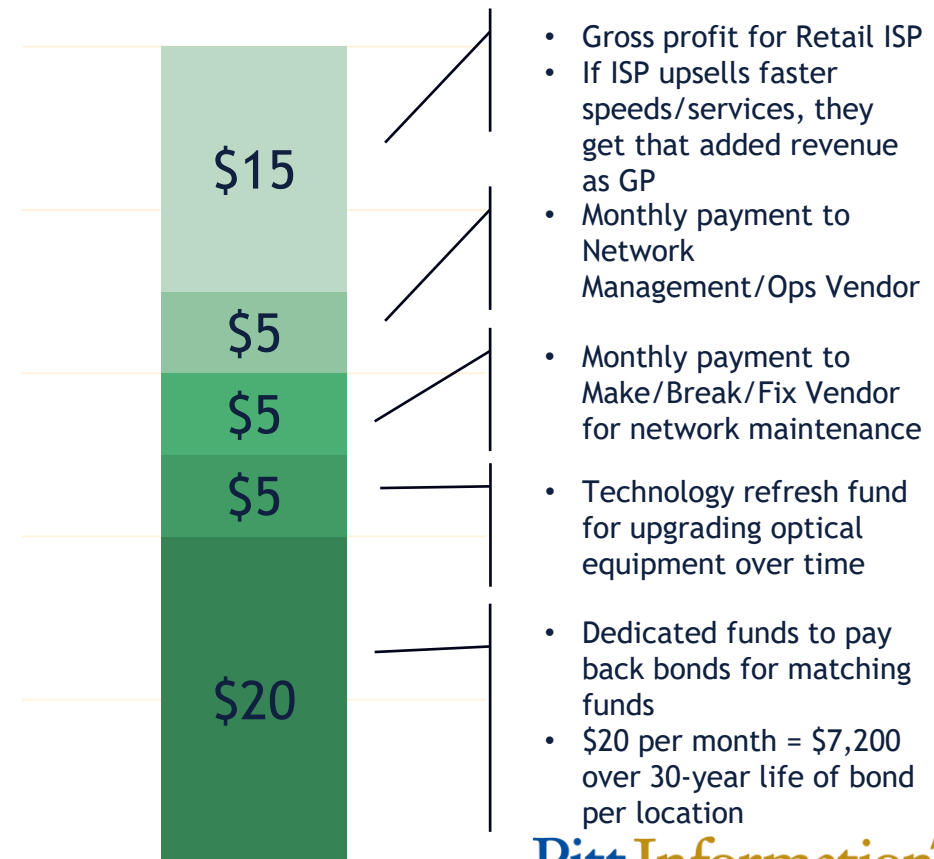 $15
$5
$5
$5
$20
• Gross profit for Retail ISP
• If ISP upsells faster
speeds/services, they
get that added revenue
as GP
• Monthly payment to
Network
Management/Ops Vendor
• Monthly payment to
Make/Break/Fix Vendor
for network maintenance
• Technology refresh fund
for upgrading optical
equipment over time
• Dedicated funds to pay
back bonds for matching
funds
• $20 per month = $7,200
over 30-year life of bond
per location
Pitt Information